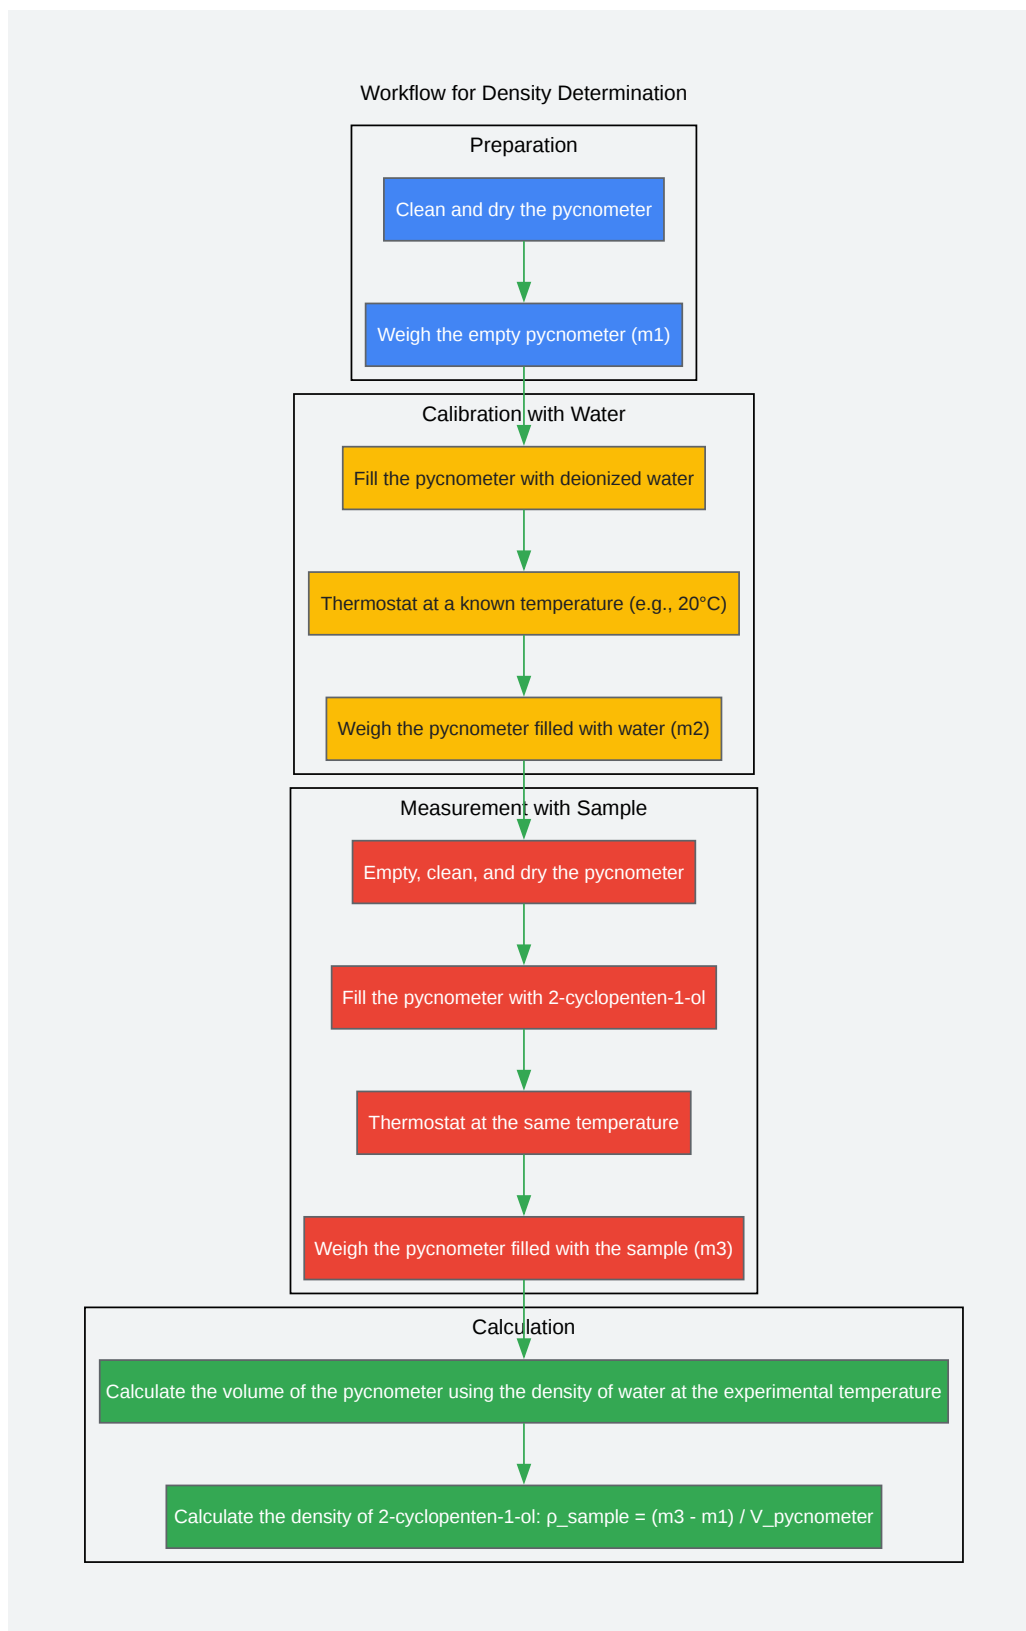 Workflow for Density Determination
Preparation
Clean and dry the pycnometer
Weigh the empty pycnometer (m1)
Calibration with Water
Fill the pycnometer with deionized water
Thermostat at a known temperature (e.g., 20°C)
Weigh the pycnometer filled with water (m2)
Measurement with Sample
Empty, clean, and dry the pycnometer
Fill the pycnometer with 2-cyclopenten-1-ol
Thermostat at the same temperature
Weigh the pycnometer filled with the sample (m3)
Calculation
Calculate the volume of the pycnometer using the density of water at the experimental temperature
Calculate the density of 2-cyclopenten-1-ol: ρ_sample = (m3 - m1) / V_pycnometer